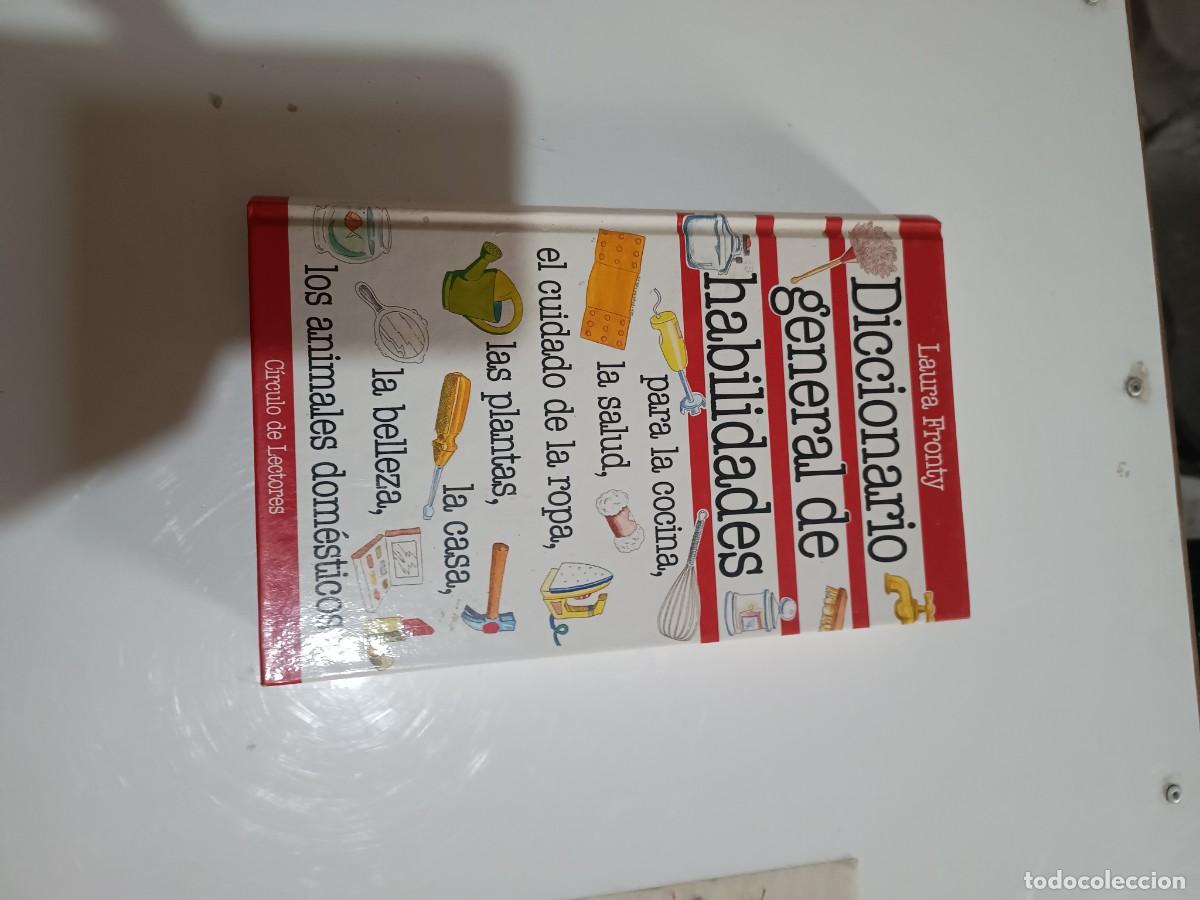 Laura Fronty
Diccionario
general de
habilidades
para la cocina,
la salud,
el cuidado de la ropa,
las plantas,
la casa,
la belleza,
los animales domésticos
Círculo de Lectores
todocoleccion